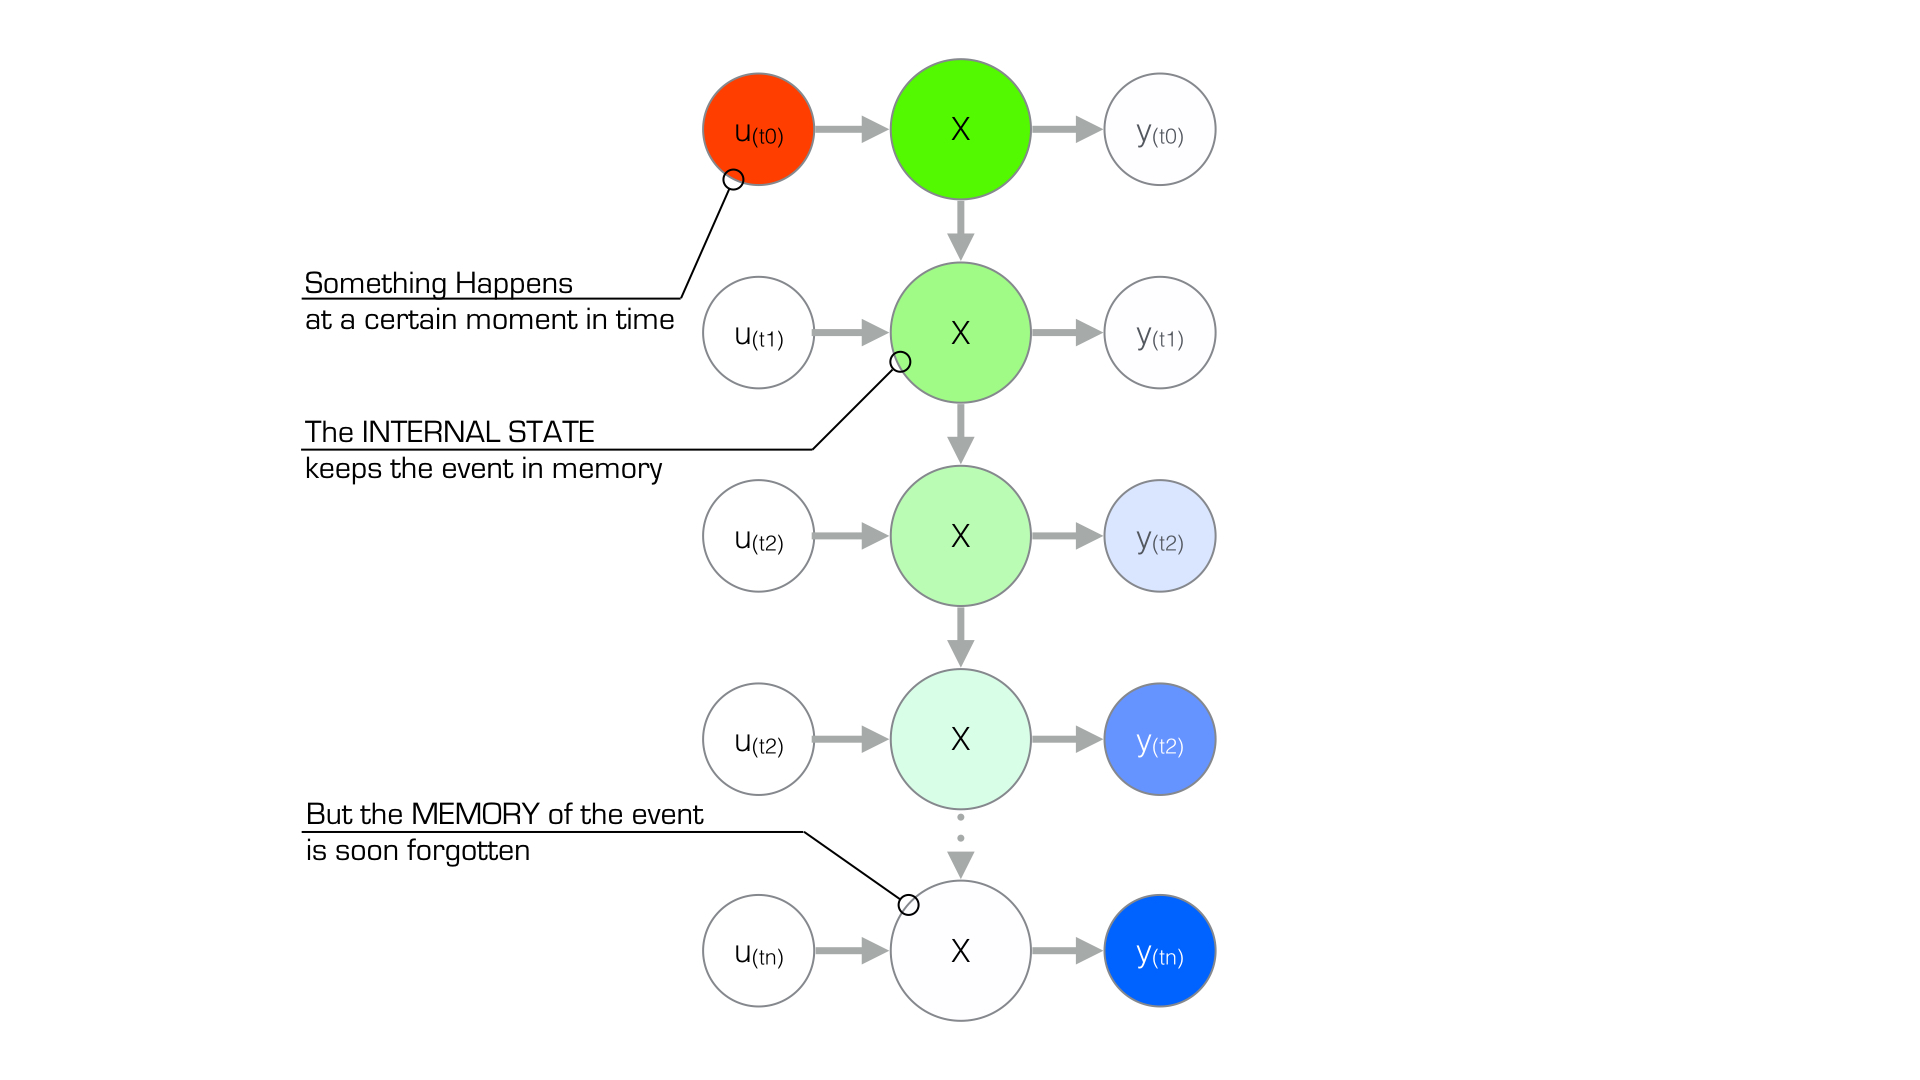 u(t0) X y(t0)
Something Happens
at a certain moment in time
u(t1) X y(t1)
The INTERNAL STATE
keeps the event in memory
u(t2) X y(t2)
u(t2) X y(t2)
But the MEMORY of the event
is soon forgotten
u(tn) X y(tn)